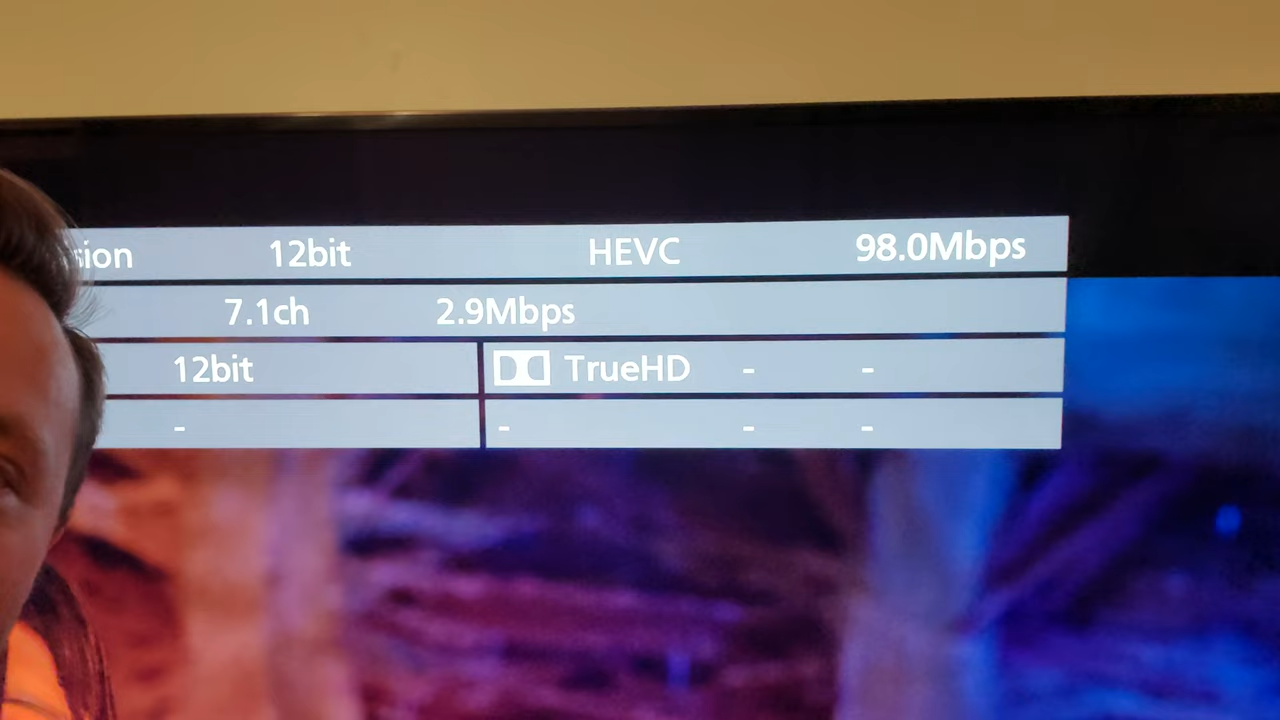 sion 12bit HEVC 98.0Mbps
7.1ch 2.9Mbps
12bit TrueHD - -
- - - -